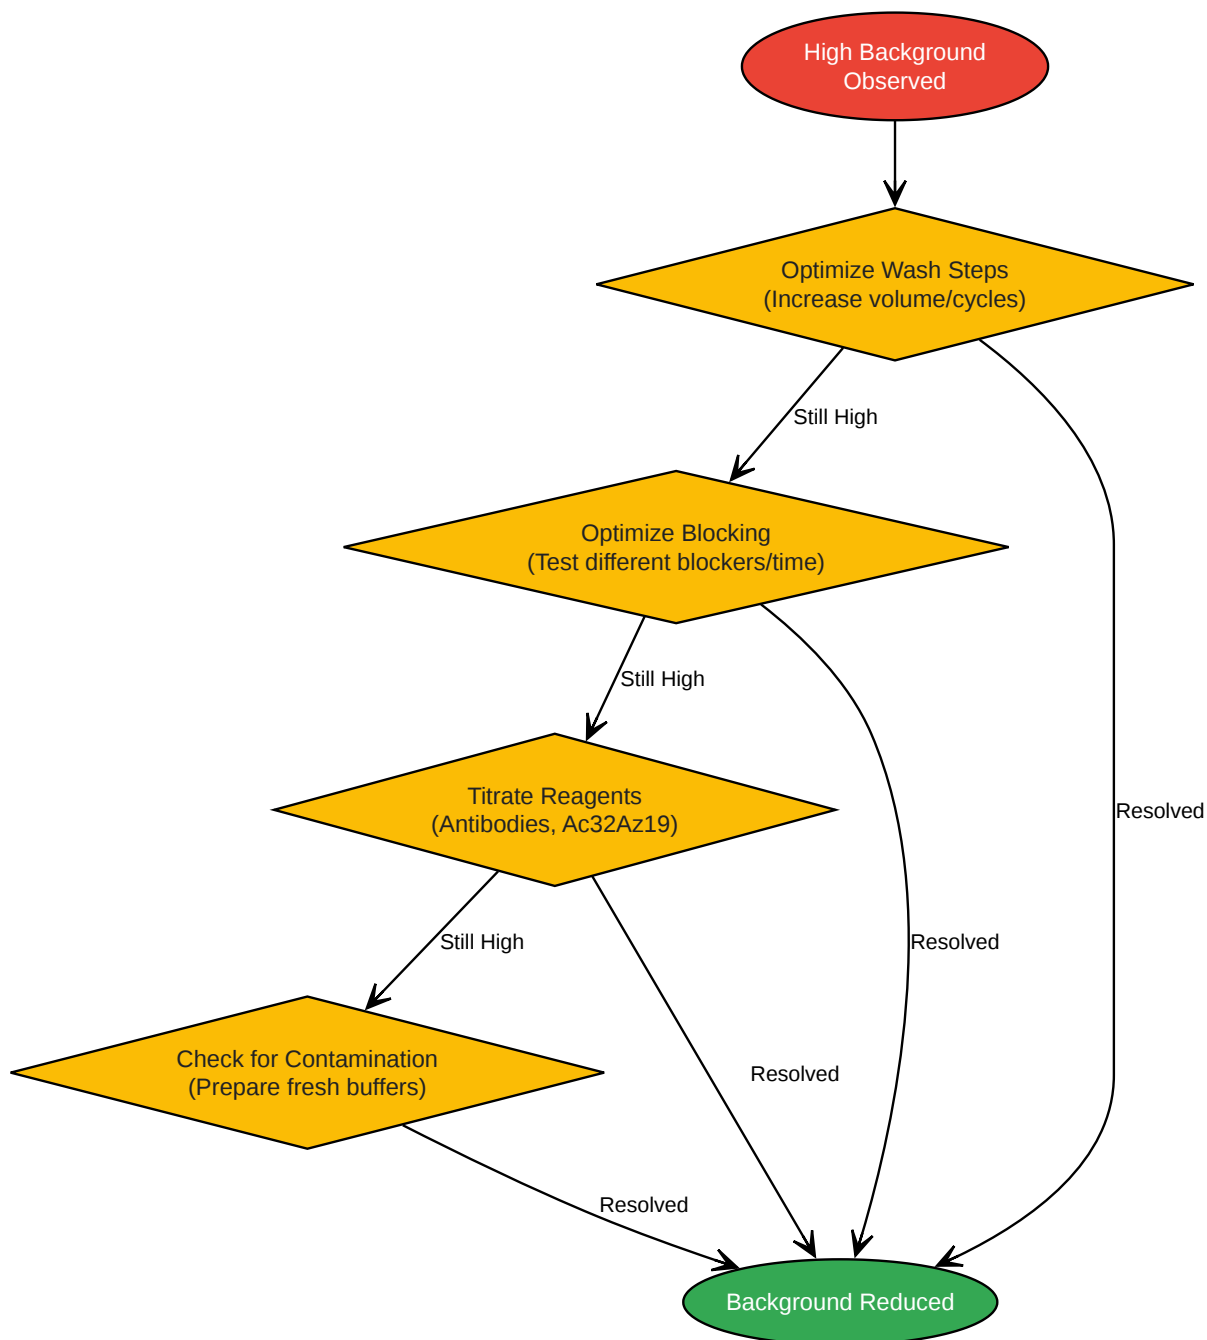 High Background
Observed
Optimize Wash Steps
(Increase volume/cycles)
Still High
Optimize Blocking
(Test different blockers/time)
Still High
Titrate Reagents
(Antibodies, Ac32Az19)
Resolved
Still High
Resolved
Check for Contamination
(Prepare fresh buffers)
Resolved
Resolved
Background Reduced